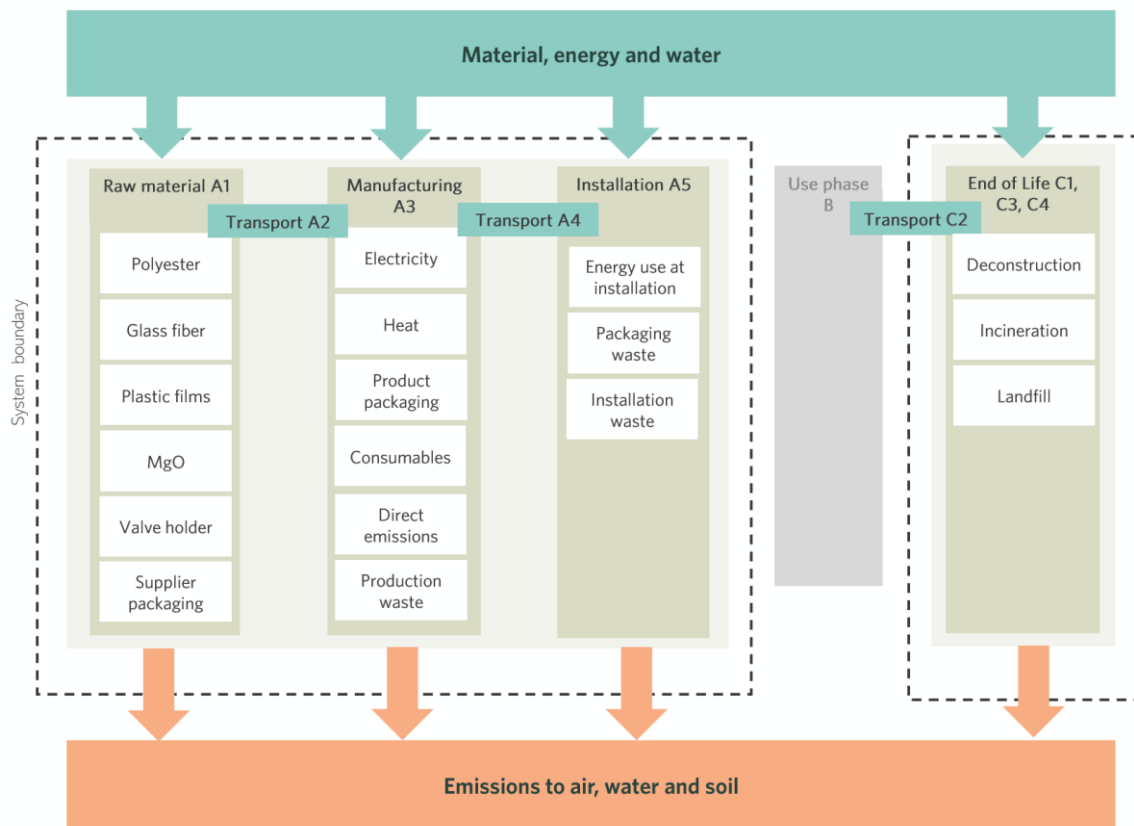 Material, energy and water
Raw material A1
Transport A2
Polyester
Glass fiber
Plastic films
MgO
Valve holder
Supplier
packaging
Manufacturing
A3
Transport A4
Electricity
Heat
Product
packaging
Consumables
Direct
emissions
Production
waste
Installation A5
Energy use at
installation
Packaging
waste
Installation
waste
Use phase
B
Transport C2
End of Life C1,
C3, C4
Deconstruction
Incineration
Landfill
System boundary
Emissions to air, water and soil